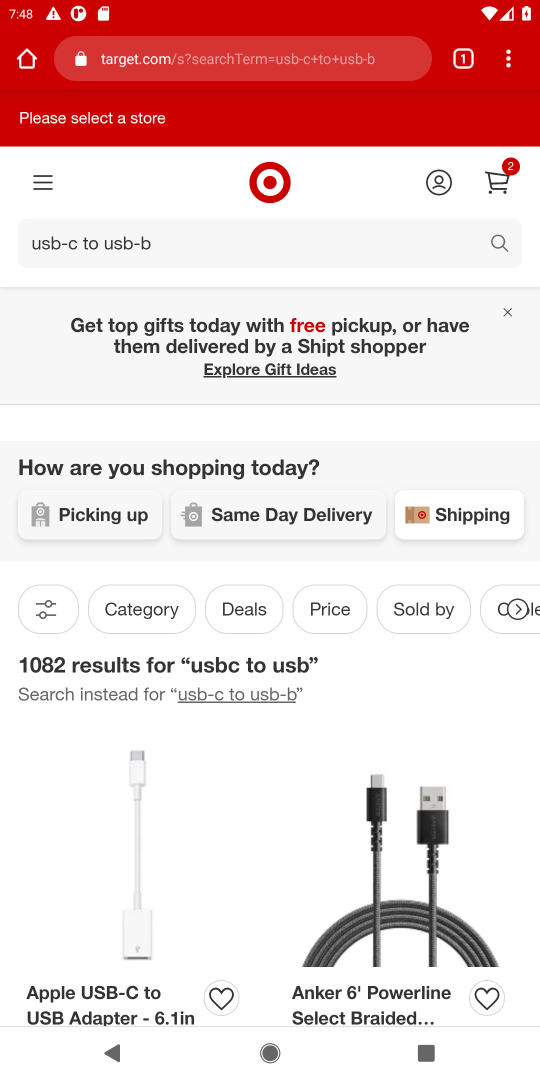 7:48
target.com/s?searchTerm=usb-c+to+usb-b
1
Please select a store
2
usb-c to usb-b
Get top gifts today with free pickup, or have
them delivered by a Shipt shopper
Explore Gift Ideas
How are you shopping today?
Picking up
Same Day Delivery
Shipping
Category
Deals
Price
Sold by
1082 results for “usbc to usb”
Search instead for “usb-c to usb-b”
Apple USB-C to
USB Adapter - 6.1in
Anker 6' Powerline
Select Braided...